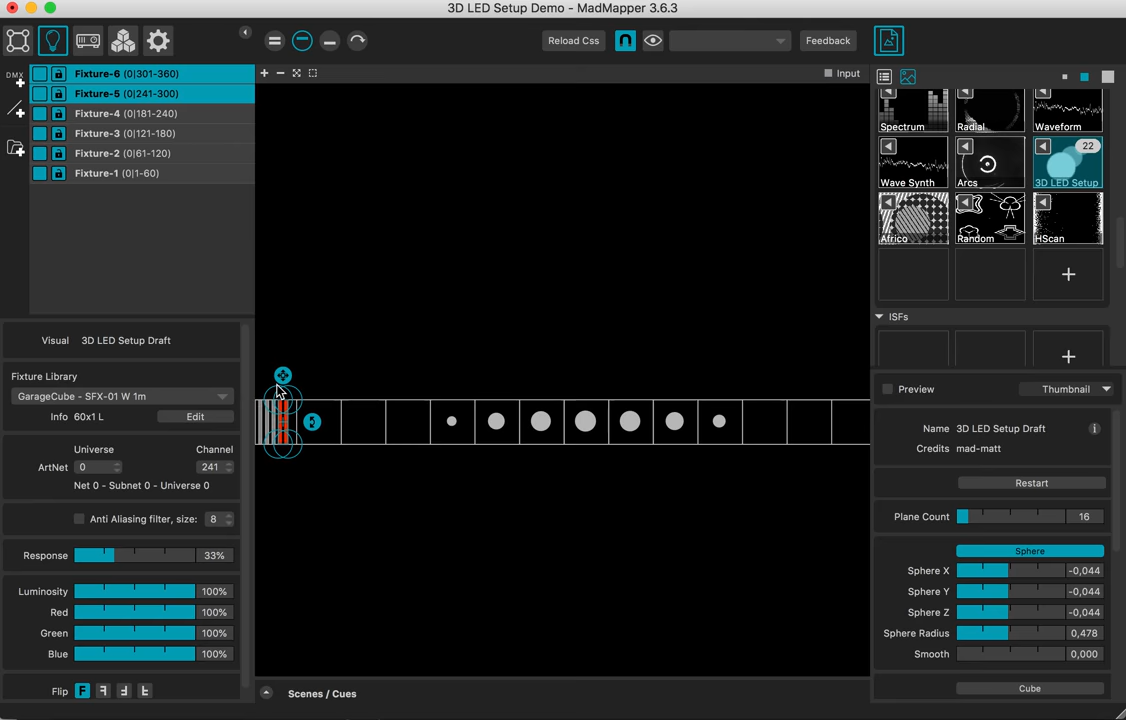 3D LED Setup Demo - MadMapper 3.6.3
Reload Css
Feedback
DMX
Fixture-6 (0|301-360)
Fixture-5 (0|241-300)
Fixture-4 (0|181-240)
Fixture-3 (0|121-180)
Fixture-2 (0|61-120)
Fixture-1 (0|1-60)
Input
Spectrum
Radial
Waveform
22
Wave Synth
Arcs
3D LED Setup
Africo
Random
HScan
ISFs
Visual 3D LED Setup Draft
Fixture Library
GarageCube - SFX-01 W 1m
Info 60x1 L
Edit
Universe
Channel
ArtNet 0
241
Net 0 - Subnet 0 - Universe 0
Anti Aliasing filter, size: 8
Response 33%
Luminosity 100%
Red 100%
Green 100%
Blue 100%
Flip F F F F
Scenes / Cues
Preview
Thumbnail
Name 3D LED Setup Draft
Credits mad-matt
Restart
Plane Count 16
Sphere
Sphere X -0,044
Sphere Y -0,044
Sphere Z -0,044
Sphere Radius 0,478
Smooth 0,000
Cube